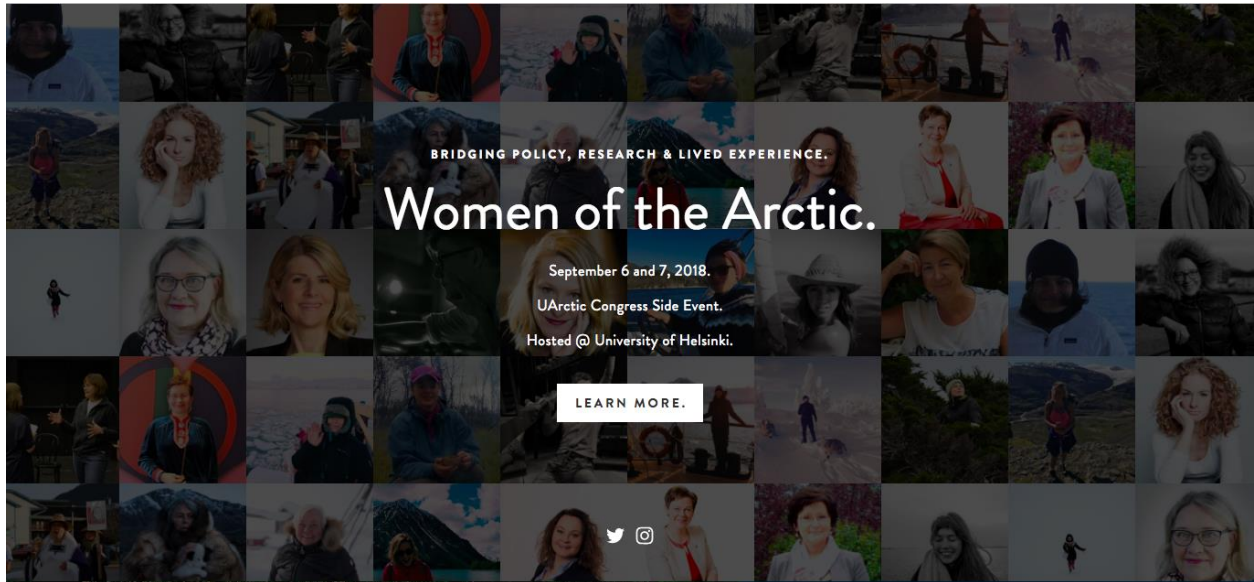 BRIDGING POLICY, RESEARCH & LIVED EXPERIENCE.
Women of the Arctic.
September 6 and 7, 2018.
UArctic Congress Side Event.
Hosted @ University of Helsinki.
LEARN MORE.